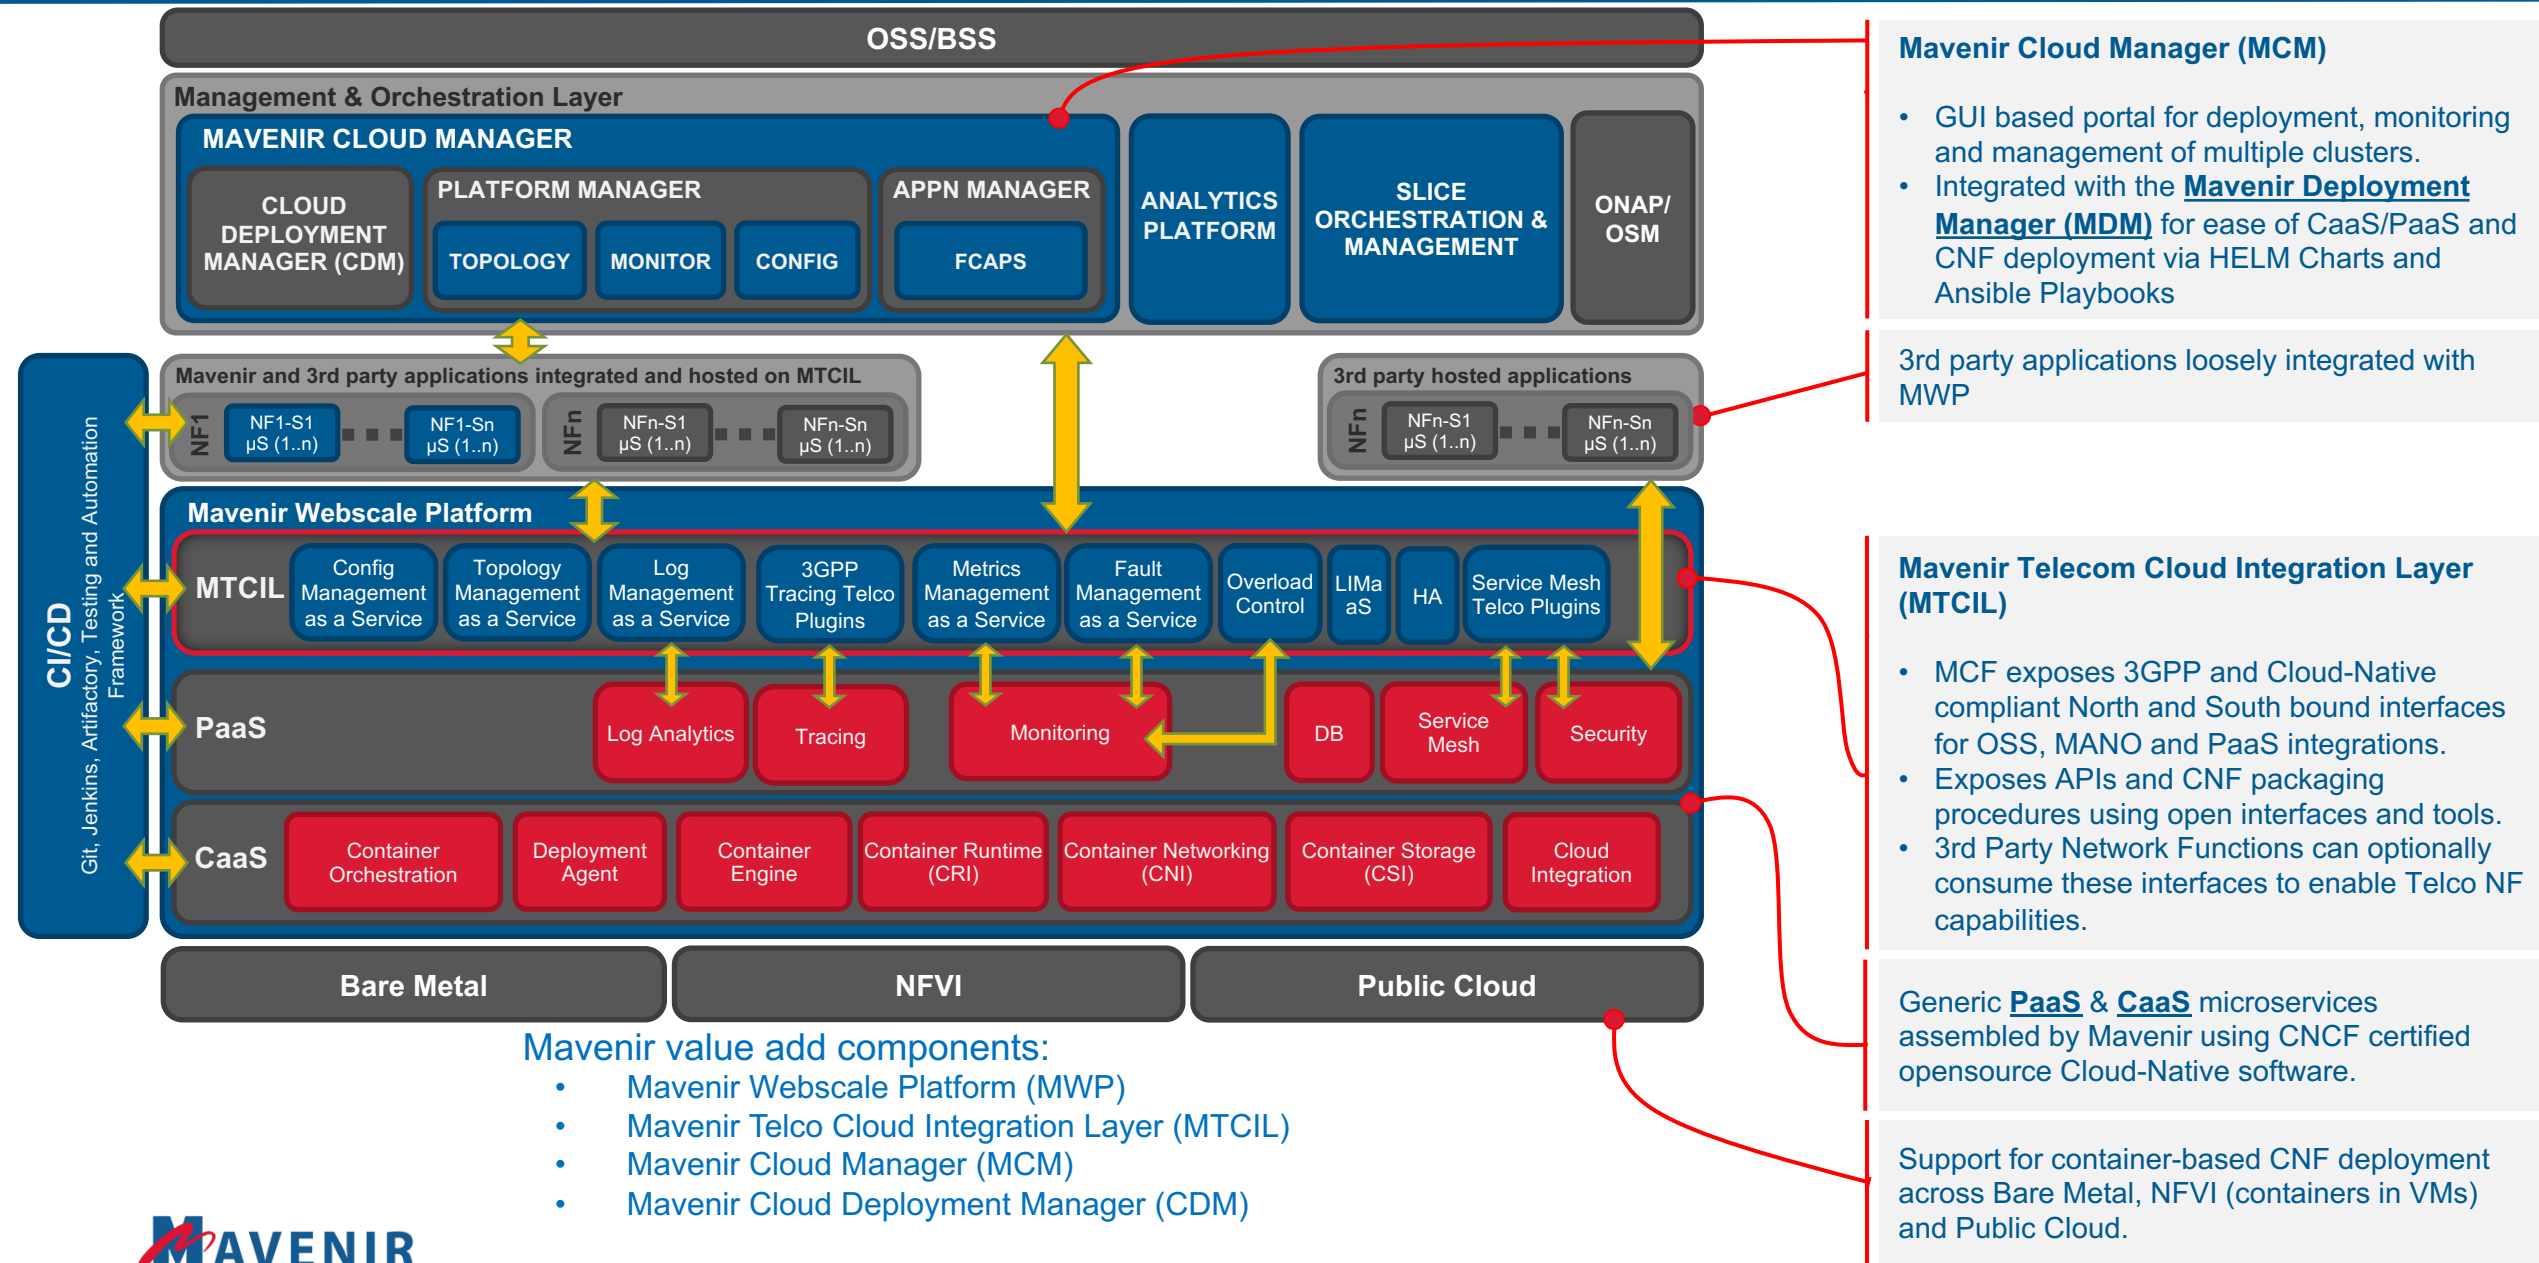 OSS/BSS
Management & Orchestration Layer
MAVENIR CLOUD MANAGER
CLOUD
DEPLOYMENT
MANAGER (CDM)
PLATFORM MANAGER
TOPOLOGY
MONITOR
CONFIG
APPN MANAGER
FCAPS
ANALYTICS
PLATFORM
SLICE
ORCHESTRATION &
MANAGEMENT
ONAP/
OSM
Mavenir and 3rd party applications integrated and hosted on MTCIL
NF1
NF1-S1
µS (1..n)
NF1-Sn
µS (1..n)
NFn
NFn-S1
µS (1..n)
NFn-Sn
µS (1..n)
3rd party hosted applications
NFn
NFn-S1
µS (1..n)
NFn-Sn
µS (1..n)
CI/CD
Git, Jenkins, Artifactory, Testing and Automation
Framework
Mavenir Webscale Platform
MTCIL
Config
Management
as a Service
Topology
Management
as a Service
Log
Management
as a Service
3GPP
Tracing Telco
Plugins
Metrics
Management
as a Service
Fault
Management
as a Service
Overload
Control
LIMa
aS
HA
Service Mesh
Telco Plugins
PaaS
Log Analytics
Tracing
Monitoring
DB
Service
Mesh
Security
CaaS
Container
Orchestration
Deployment
Agent
Container
Engine
Container Runtime
(CRI)
Container Networking
(CNI)
Container Storage
(CSI)
Cloud
Integration
Bare Metal
NFVI
Public Cloud
Mavenir value add components:
• Mavenir Webscale Platform (MWP)
• Mavenir Telco Cloud Integration Layer (MTCIL)
• Mavenir Cloud Manager (MCM)
• Mavenir Cloud Deployment Manager (CDM)
MAVENIR
Mavenir Cloud Manager (MCM)
• GUI based portal for deployment, monitoring
and management of multiple clusters.
• Integrated with the Mavenir Deployment
Manager (MDM) for ease of CaaS/PaaS and
CNF deployment via HELM Charts and
Ansible Playbooks
3rd party applications loosely integrated with
MWP
Mavenir Telecom Cloud Integration Layer
(MTCIL)
• MCF exposes 3GPP and Cloud-Native
compliant North and South bound interfaces
for OSS, MANO and PaaS integrations.
• Exposes APIs and CNF packaging
procedures using open interfaces and tools.
• 3rd Party Network Functions can optionally
consume these interfaces to enable Telco NF
capabilities.
Generic PaaS & CaaS microservices
assembled by Mavenir using CNCF certified
opensource Cloud-Native software.
Support for container-based CNF deployment
across Bare Metal, NFVI (containers in VMs)
and Public Cloud.